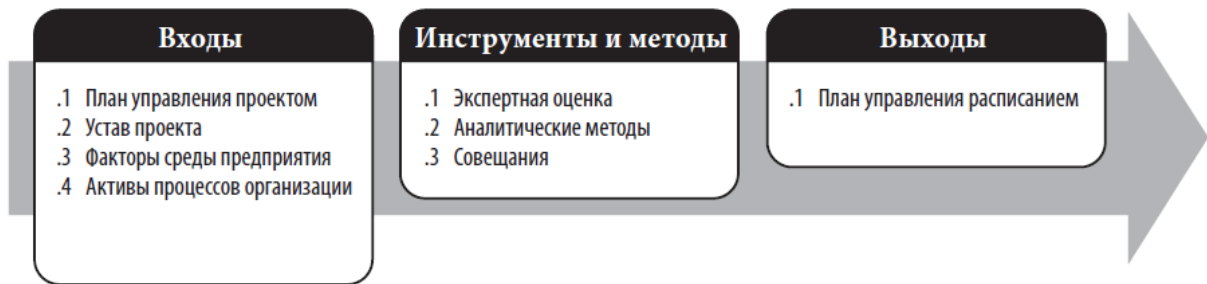 Входы
.1 План управления проектом
.2 Устав проекта
.3 Факторы среды предприятия
.4 Активы процессов организации
Инструменты и методы
.1 Экспертная оценка
.2 Аналитические методы
.3 Совещания
Выходы
.1 План управления расписанием